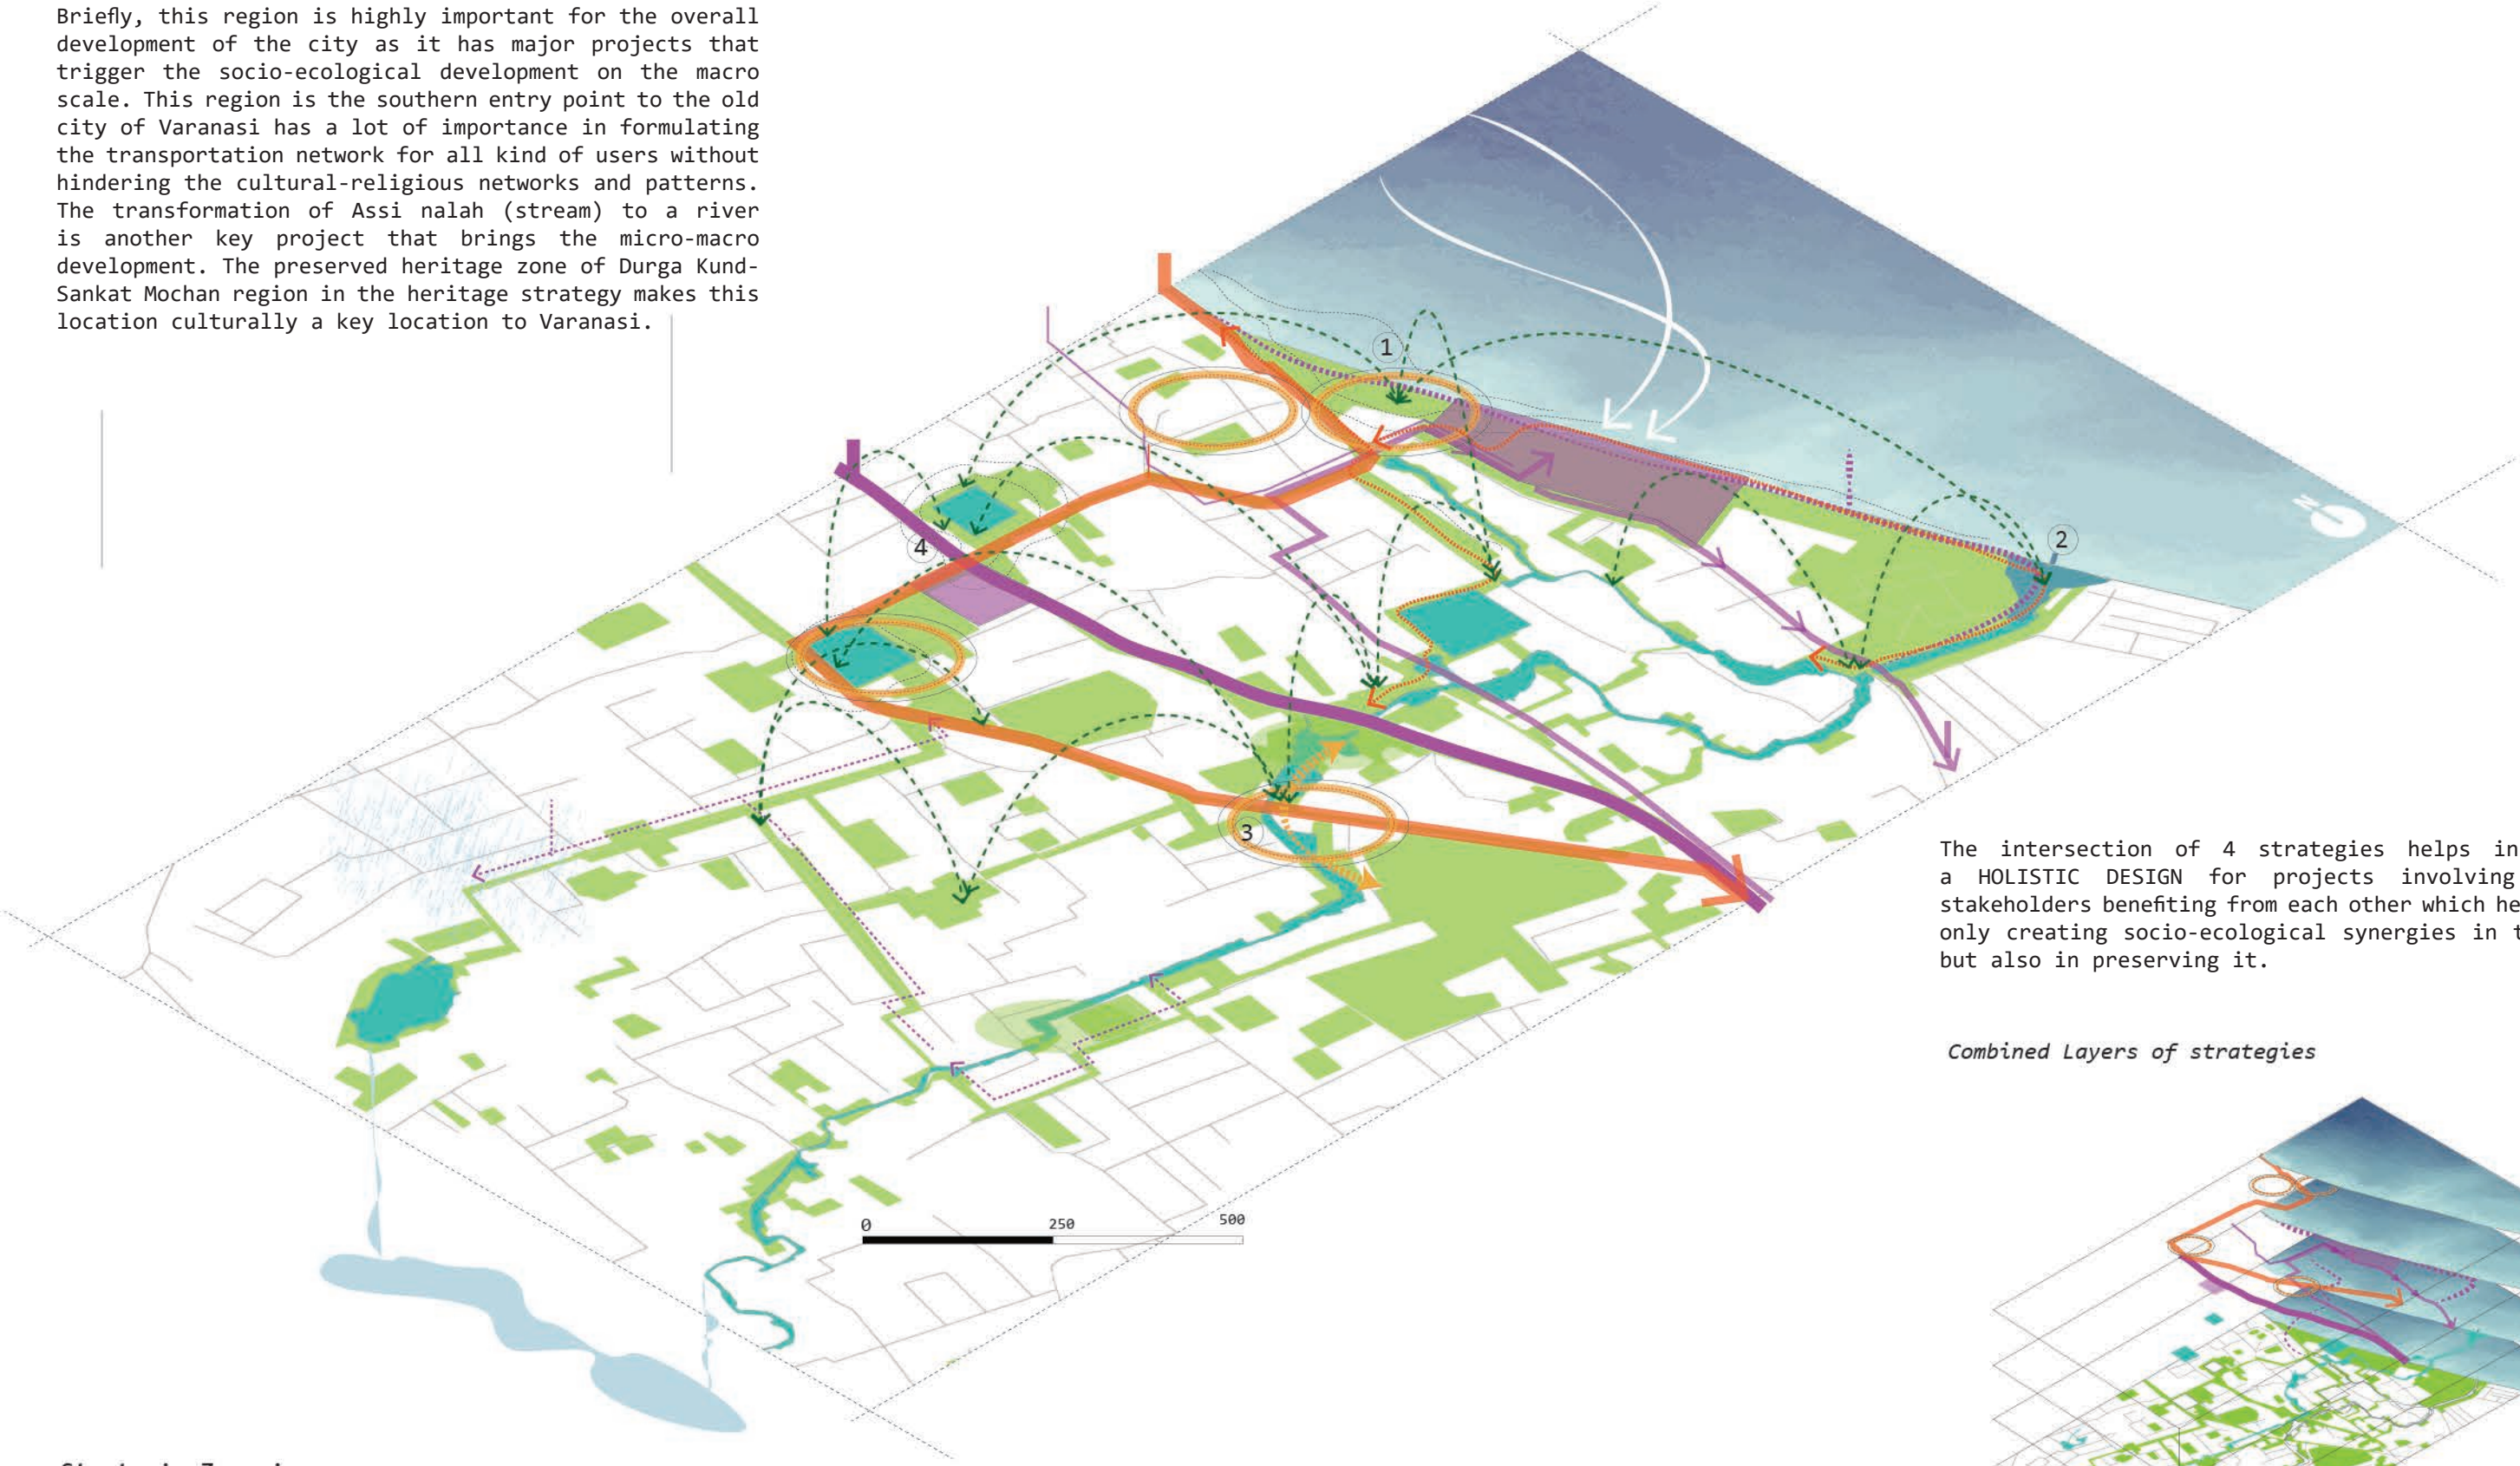 Briefly, this region is highly important for the overall
development of the city as it has major projects that
trigger the socio-ecological development on the macro
scale. This region is the southern entry point to the old
city of Varanasi has a lot of importance in formulating
the transportation network for all kind of users without
hindering the cultural-religious networks and patterns.
The transformation of Assi nalah (stream) to a river
is another key project that brings the micro-macro
development. The preserved heritage zone of Durga Kund-
Sankat Mochan region in the heritage strategy makes this
location culturally a key location to Varanasi.
1
N
2
4
3
The intersection of 4 strategies helps in
a HOLISTIC DESIGN for projects involving
stakeholders benefiting from each other which he
only creating socio-ecological synergies in t
but also in preserving it.
Combined Layers of strategies
0 250 500